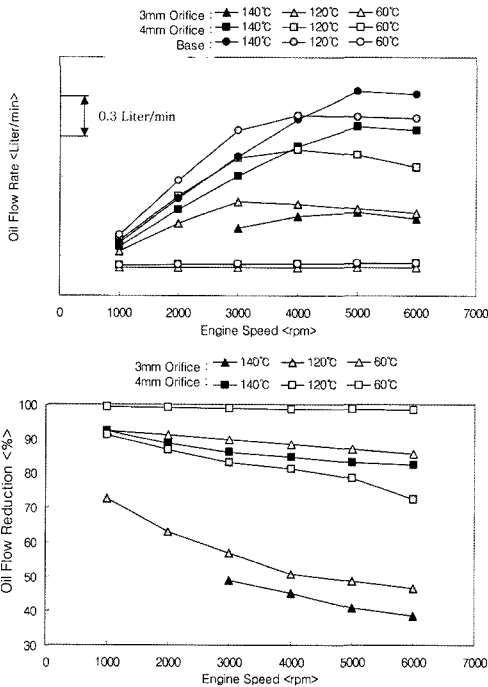 3mm Orifice : 140℃ 120℃ 60℃
4mm Orifice : 140℃ 120℃ 60℃
Base : 140℃ 120℃ 60℃
Oil Flow Rate <Liter/min>
0.3 Liter/min
0 1000 2000 3000 4000 5000 6000 7000
Engine Speed <rpm>
3mm Orifice : 140℃ 120℃ 60℃
4mm Orifice : 140℃ 120℃ 60℃
Oil Flow Reduction <%>
100
90
80
70
60
50
40
30
0 1000 2000 3000 4000 5000 6000 7000
Engine Speed <rpm>